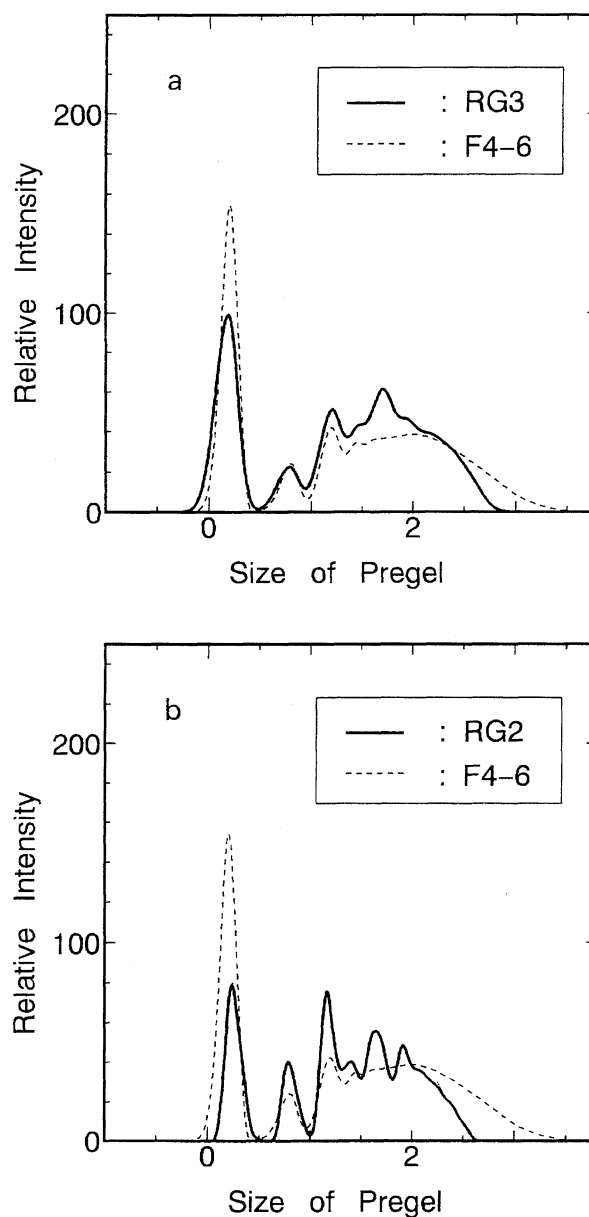 a
: RG3
: F4-6
200
100
0
Relative Intensity
0
2
Size of Pregel
b
: RG2
: F4-6
200
100
0
Relative Intensity
0
2
Size of Pregel